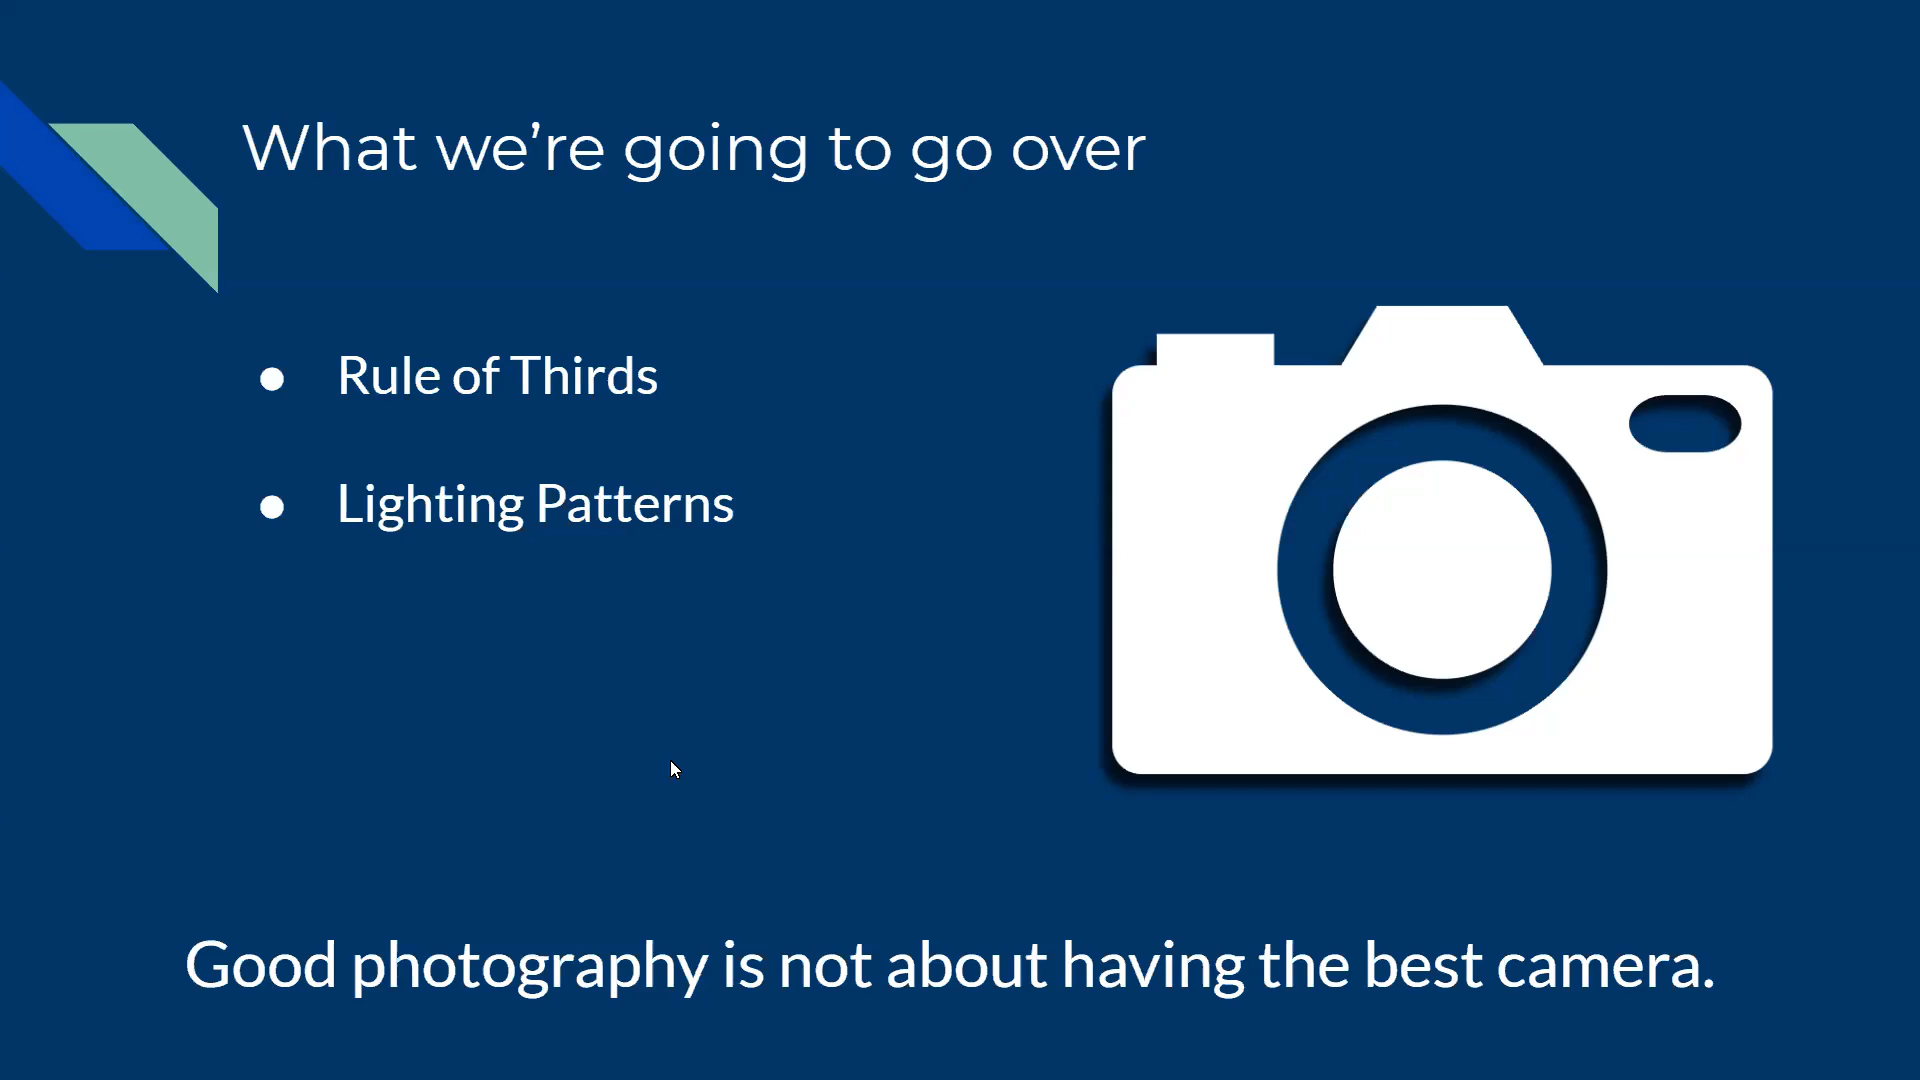 What we’re going to go over
● Rule of Thirds
● Lighting Patterns
Good photography is not about having the best camera.